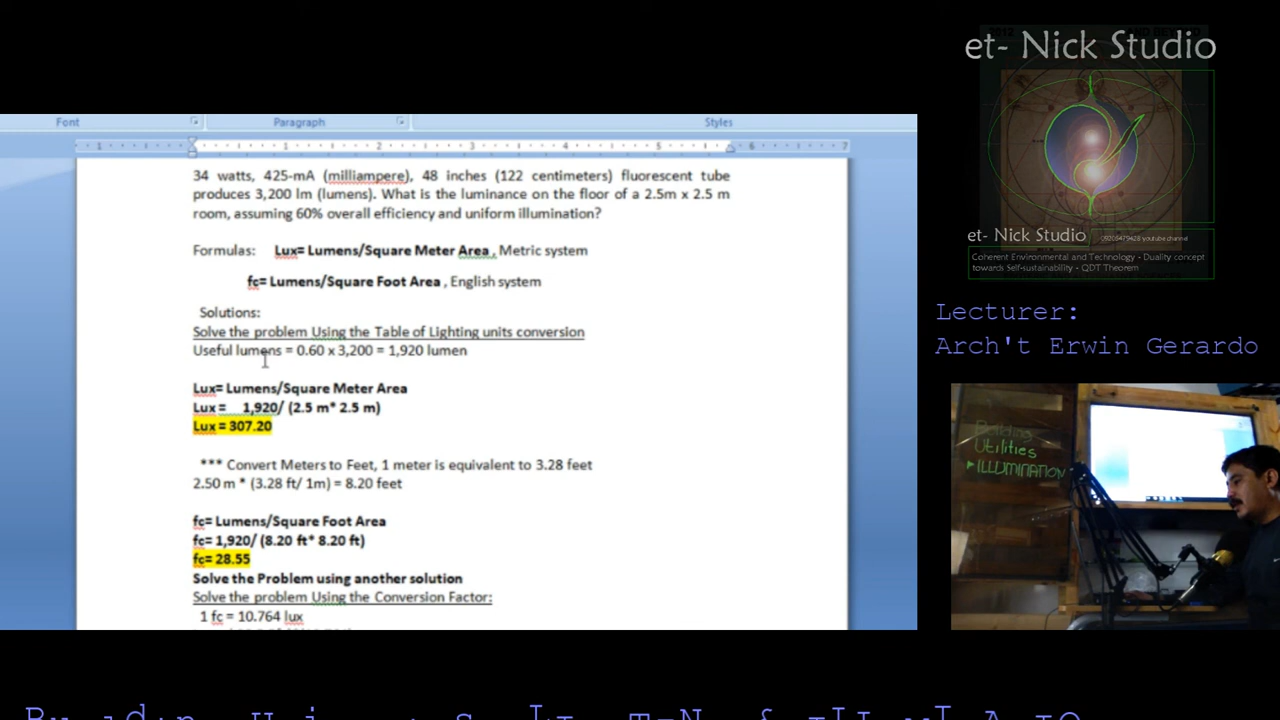 et- Nick Studio
Font
Paragraph
Styles
34 watts, 425-mA (milliampere), 48 inches (122 centimeters) fluorescent tube
produces 3,200 lm (lumens). What is the luminance on the floor of a 2.5m x 2.5 m
room, assuming 60% overall efficiency and uniform illumination?
Formulas: Lux= Lumens/Square Meter Area , Metric system
fc= Lumens/Square Foot Area , English system
Solutions:
Solve the problem Using the Table of Lighting units conversion
Useful lumens = 0.60 x 3,200 = 1,920 lumen
Lux= Lumens/Square Meter Area
Lux = 1,920/ (2.5 m* 2.5 m)
Lux = 307.20
*** Convert Meters to Feet, 1 meter is equivalent to 3.28 feet
2.50 m * (3.28 ft/ 1m) = 8.20 feet
fc= Lumens/Square Foot Area
fc= 1,920/ (8.20 ft* 8.20 ft)
fc= 28.55
Solve the Problem using another solution
Solve the problem Using the Conversion Factor:
1 fc = 10.764 lux
et- Nick Studio
youtube channel
Coherent Environmental and Technology - Duality concept
towards Self-sustainability - QDT Theorem
Lecturer:
Arch't Erwin Gerardo
Building
Utilities
ILLUMINATION